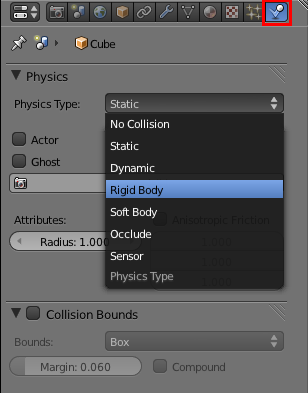 Cube
Physics
Physics Type:
Static
No Collision
Static
Dynamic
Rigid Body
Soft Body
Occlude
Sensor
Physics Type
Actor
Ghost
Attributes:
Anisotropic Friction
Radius: 1.000
Collision Bounds
Bounds:
Box
Margin: 0.060
Compound